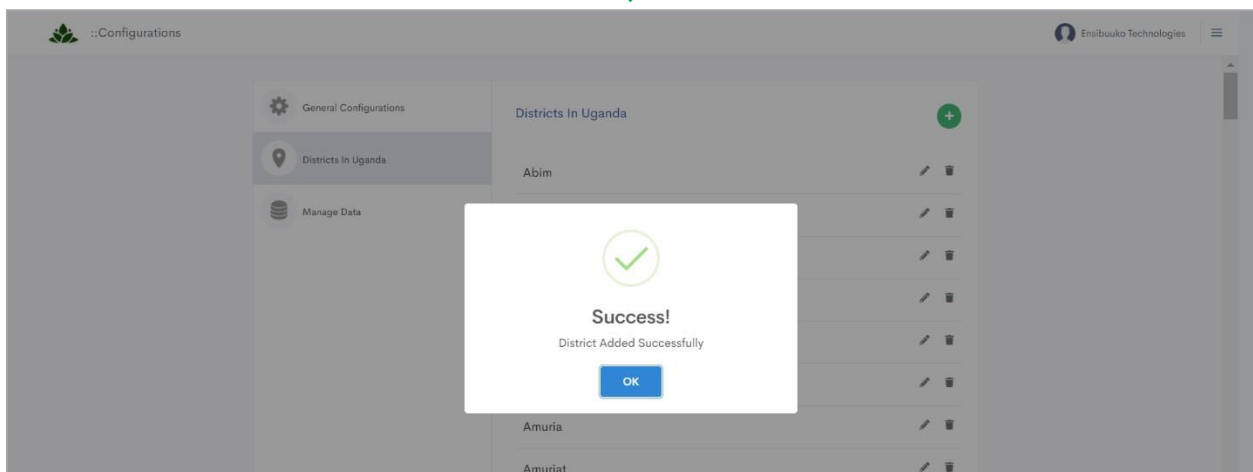 ::Configurations
Ensibuuko Technologies
General Configurations
Districts In Uganda
Manage Data
Districts In Uganda
Abim
Success!
District Added Successfully
OK
Amuria
Amuriat